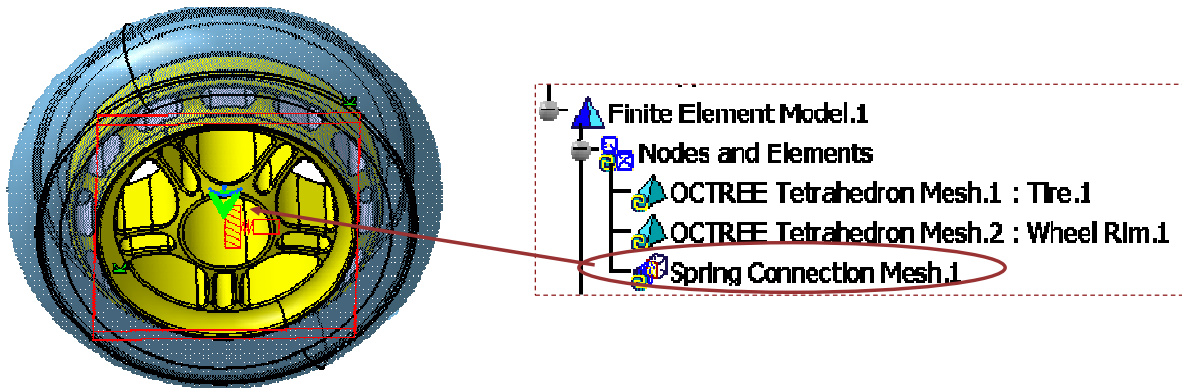 Finite Element Model.1
Nodes and Elements
OCTREE Tetrahedron Mesh.1 : Tire.1
OCTREE Tetrahedron Mesh.2 : Wheel Rim.1
Spring Connection Mesh.1